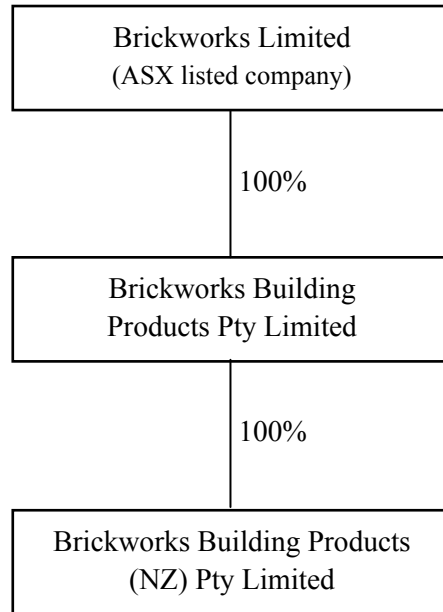 Brickworks Limited
(ASX listed company)
100%
Brickworks Building
Products Pty Limited
100%
Brickworks Building Products
(NZ) Pty Limited